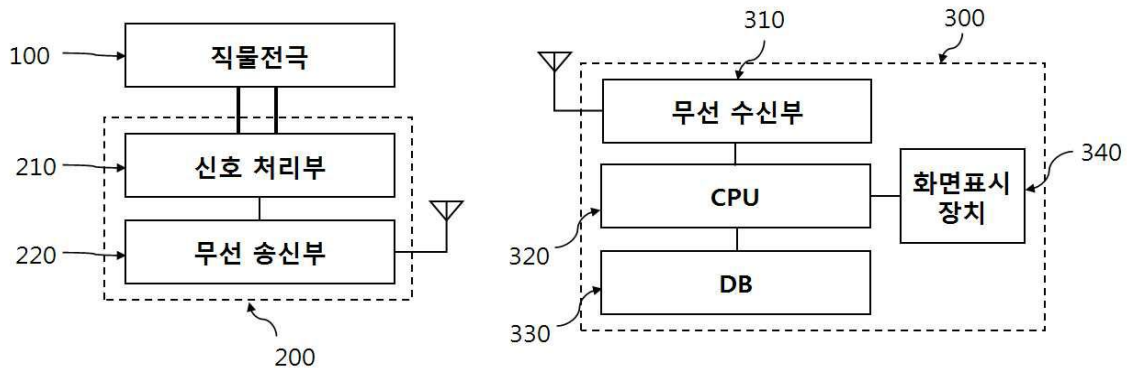 100
직물전극
210
신호 처리부
220
무선 송신부
200
310
300
무선 수신부
340
320
CPU
화면표시
장치
330
DB